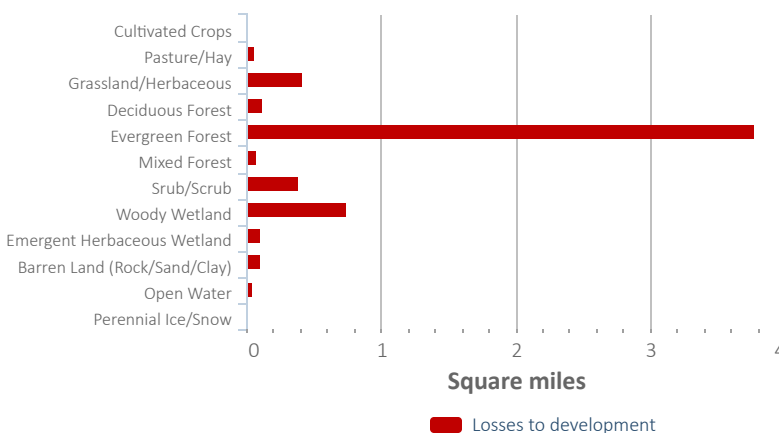 Cultivated Crops
Pasture/Hay
Grassland/Herbaceous
Deciduous Forest
Evergreen Forest
Mixed Forest
Srub/Scrub
Woody Wetland
Emergent Herbaceous Wetland
Barren Land (Rock/Sand/Clay)
Open Water
Perennial Ice/Snow
0 1 2 3 4
Square miles
Losses to development